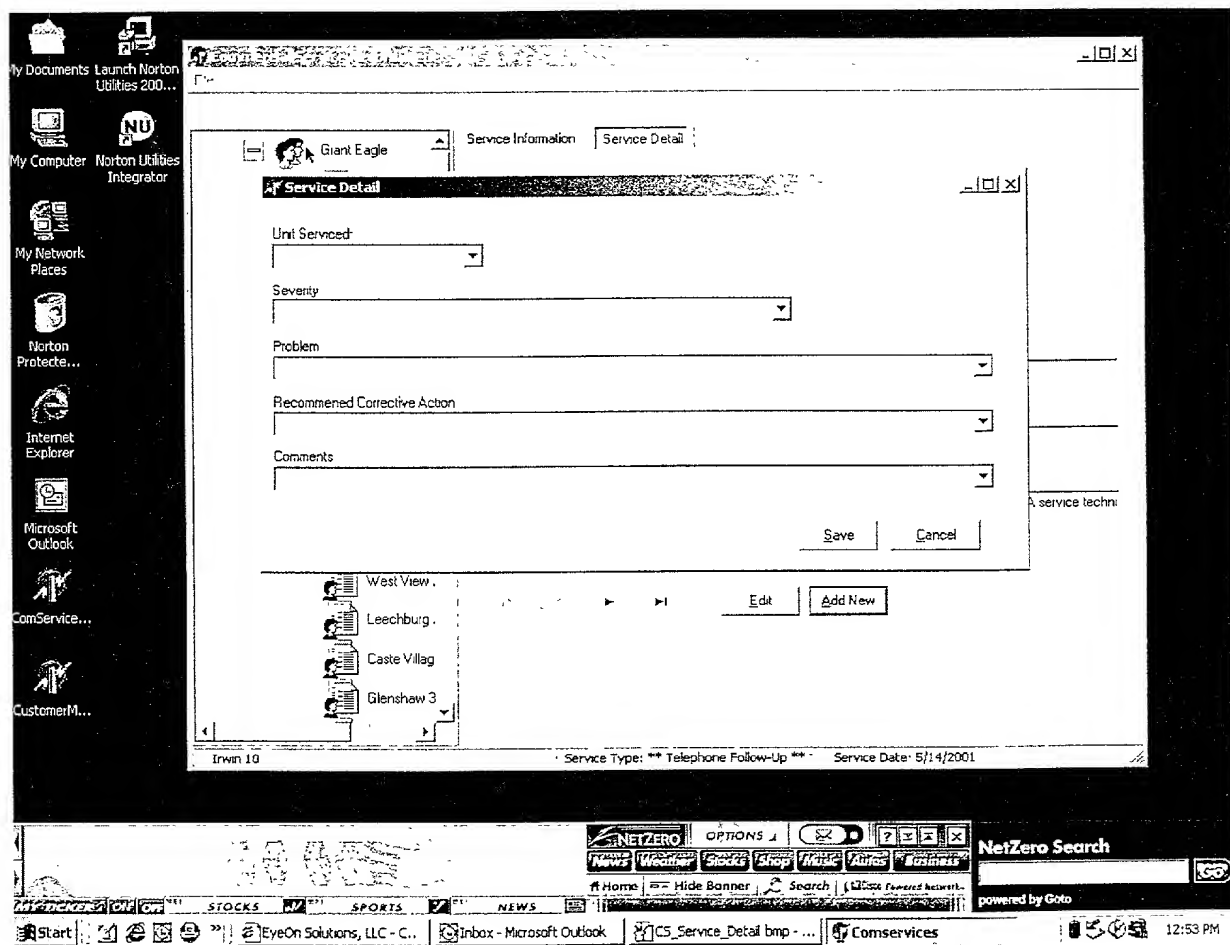 My Documents
Launch Norton
Utilities 200...
My Computer
Norton Utilities
Integrator
My Network
Places
Norton
Protecte...
Internet
Explorer
Microsoft
Outlook
ComService...
CustomerM...
Giant Eagle
Service Information
Service Detail
Service Detail
Unit Serviced
Severity
Problem
Recommened Corrective Action
Comments
Save
Cancel
A service techni
West View .
Leechburg .
Caste Villag
Glenshaw 3
Edit
Add New
Irwin 10
Service Type: ** Telephone Follow-Up **
Service Date: 5/14/2001
NETZERO
OPTIONS
News Weather Stocks Shop Music Autos Business
Home
Hide Banner
Search
NetZero Search
GO
powered by Goto
MY TICKERS
STOCKS
SPORTS
NEWS
Start
EyeOn Solutions, LLC - C...
Inbox - Microsoft Outlook
CS_Service_Detail bmp - ...
Comservices
12:53 PM